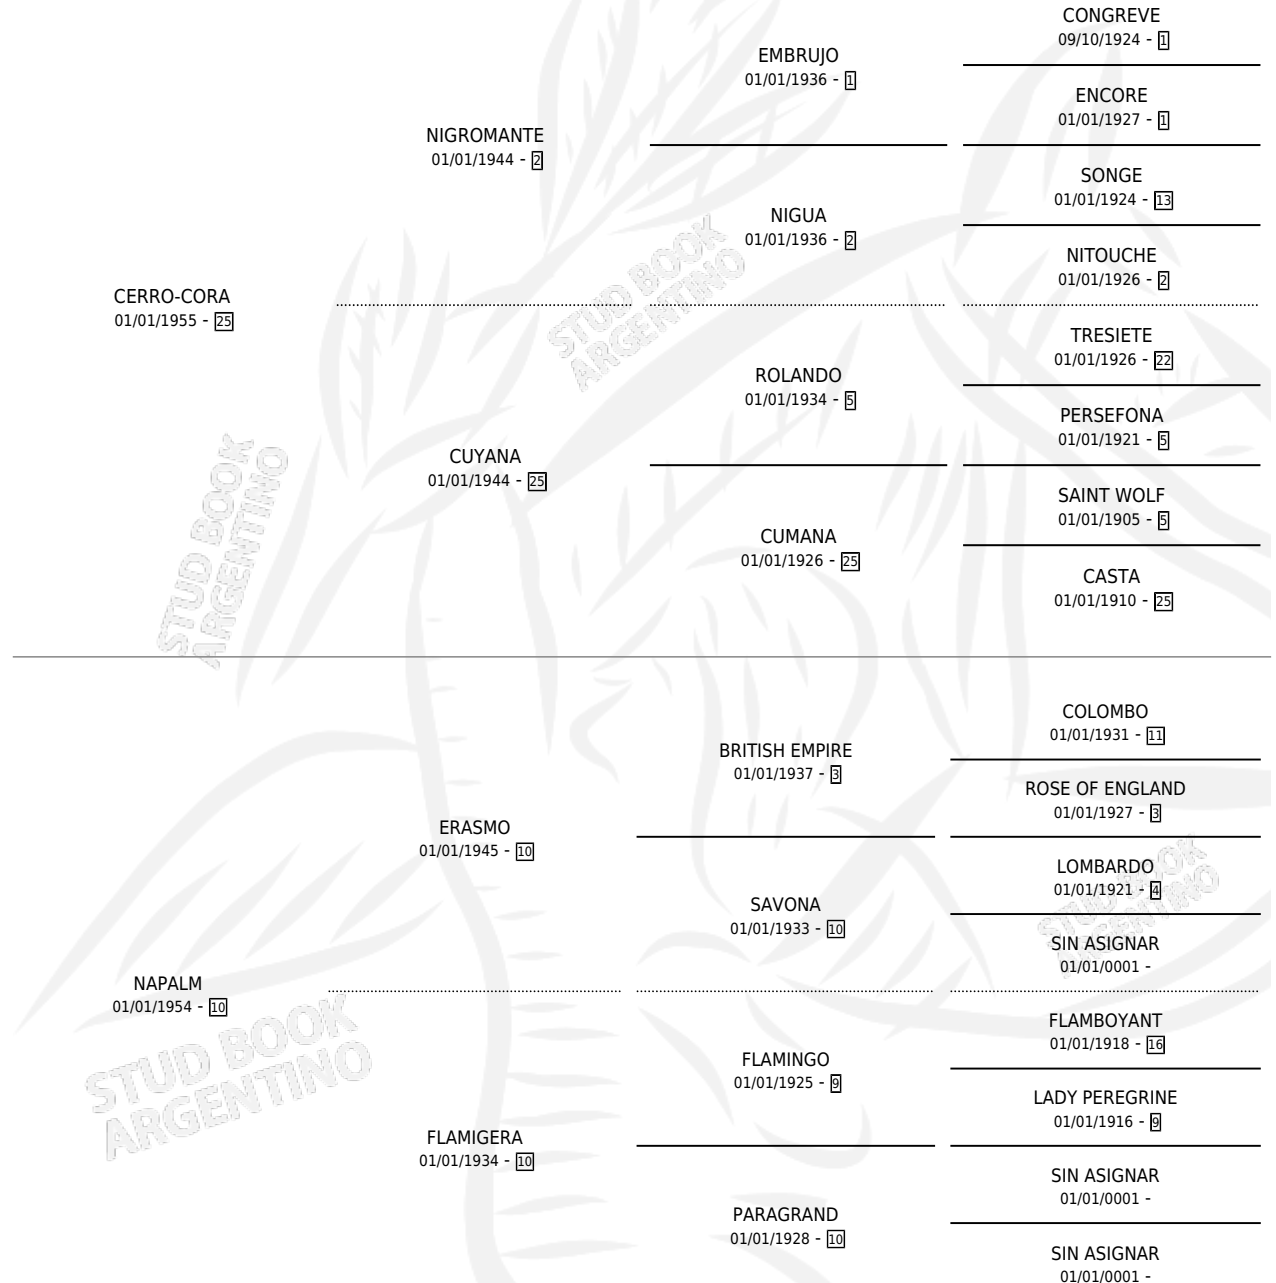 CONGREVE
09/10/1924 - 1
EMBRUJO
01/01/1936 - 1
ENCORE
01/01/1927 - 1
NIGROMANTE
01/01/1944 - 2
SONGE
01/01/1924 - 13
NIGUA
01/01/1936 - 2
NITOUCHE
01/01/1926 - 2
CERRO-CORA
01/01/1955 - 25
TRESIETE
01/01/1926 - 22
ROLANDO
01/01/1934 - 5
PERSEFONA
01/01/1921 - 5
CUYANA
01/01/1944 - 25
SAINT WOLF
01/01/1905 - 5
CUMANA
01/01/1926 - 25
CASTA
01/01/1910 - 25
COLOMBO
01/01/1931 - 11
BRITISH EMPIRE
01/01/1937 - 3
ROSE OF ENGLAND
01/01/1927 - 3
ERASMO
01/01/1945 - 10
LOMBARDO
01/01/1921 - 4
SAVONA
01/01/1933 - 10
SIN ASIGNAR
01/01/0001 -
NAPALM
01/01/1954 - 10
FLAMBOYANT
01/01/1918 - 16
FLAMINGO
01/01/1925 - 9
LADY PEREGRINE
01/01/1916 - 9
FLAMIGERA
01/01/1934 - 10
SIN ASIGNAR
01/01/0001 -
PARAGRAND
01/01/1928 - 10
SIN ASIGNAR
01/01/0001 -
STUD BOOK
ARGENTINO
STUD BOOK
ARGENTINO
STUD BOOK
ARGENTINO
STUD BOOK
ARGENTINO